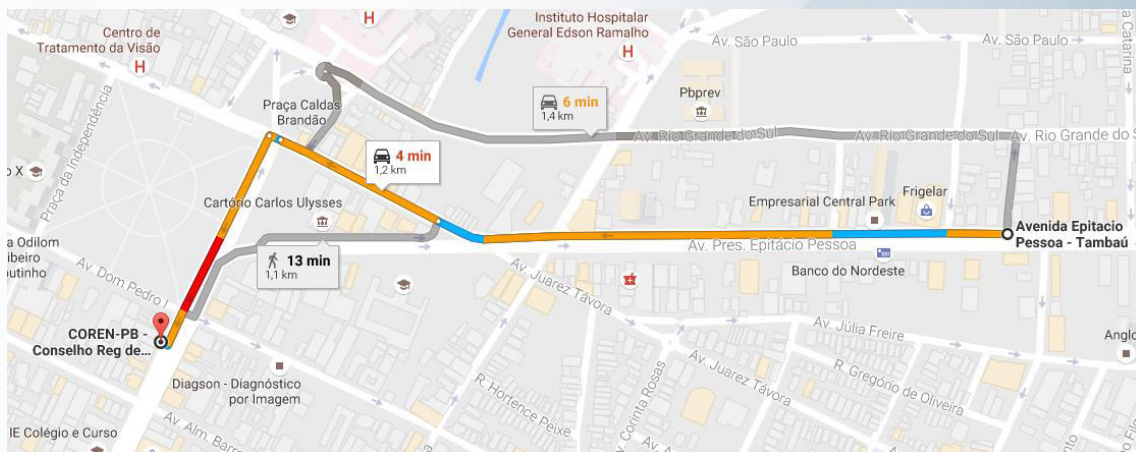 Centro de
Tratamento da Visão
H
H
Instituto Hospitalar
General Edson Ramalho
H
Av. São Paulo
Av. São Paulo
a Catarina
Praça da Independência
Praça Caldas
Brandão
Pbprev
6 min
1,4 km
Av. Rio Grande do Sul
Av. Rio Grande do Sul
Av. Rio Grande do S
4 min
1,2 km
o X
Cartório Carlos Ulysses
Empresarial Central Park
Frigelar
Avenida Epitacio
Pessoa - Tambaú
a Odilom
ibeiro
outinho
13 min
1,1 km
Av. Pres. Epitácio Pessoa
Banco do Nordeste
Av. Dom Pedro I
Av. Juarez Távora
COREN-PB -
Conselho Reg de...
Av. Júlia Freire
Anglo
Diagson - Diagnóstico
por Imagem
R. Hortence Peixe
Av. Corinta Rosas
Av. Juarez Távora
R. Gregório de Oliveira
IE Colégio e Curso
Av. Alm. Barro